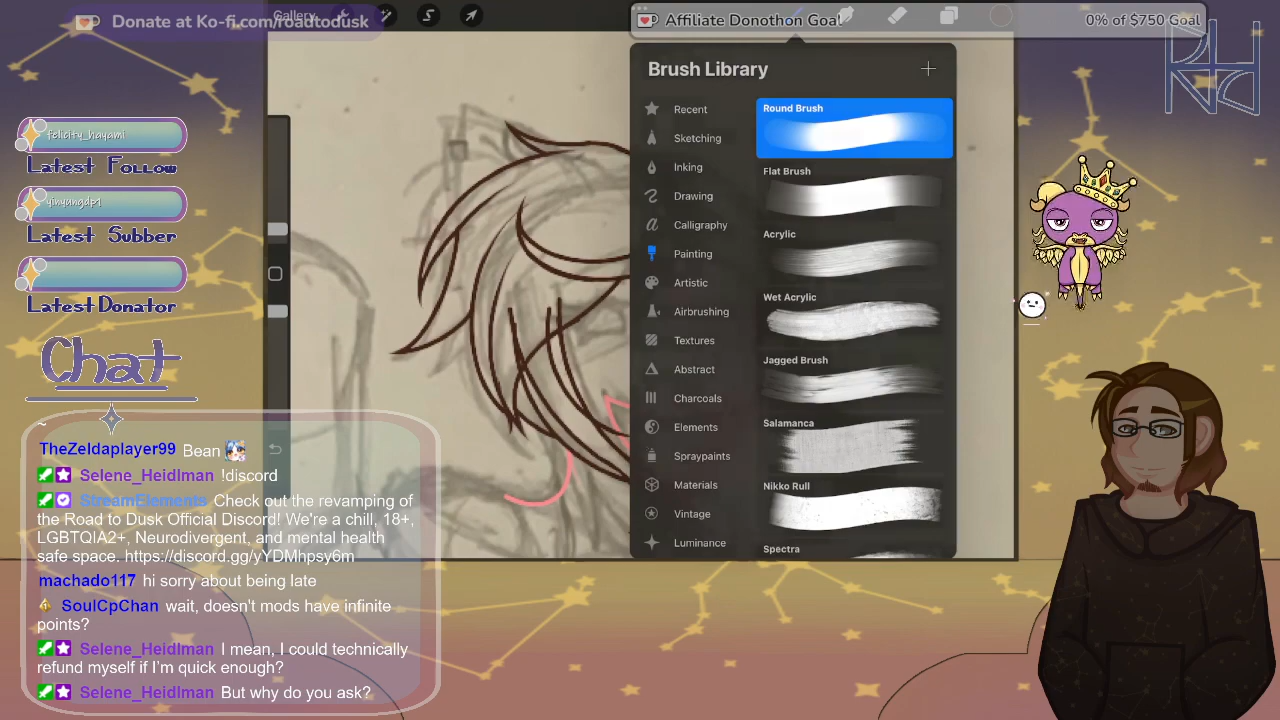 Donate at Ko-fi.com/roadtodusk
Gallery
Affiliate Donothon Goal
0% of $750 Goal
felicity_hayami
Latest Follow
yinyangdp1
Latest Subber
Latest Donator
Chat
~
TheZeldaplayer99 Bean
Selene_Heidlman !discord
StreamElements Check out the revamping of
the Road to Dusk Official Discord! We're a chill, 18+,
LGBTQIA2+, Neurodivergent, and mental health
safe space. https://discord.gg/yYDMhpsv6m
machado117 hi sorry about being late
SoulCpChan wait, doesn't mods have infinite
points?
Selene_Heidlman I mean, I could technically
refund myself if I'm quick enough?
Selene_Heidlman But why do you ask?
Brush Library
Recent
Sketching
Inking
Drawing
Calligraphy
Painting
Artistic
Airbrushing
Textures
Abstract
Charcoals
Elements
Spraypaints
Materials
Vintage
Luminance
Round Brush
Flat Brush
Acrylic
Wet Acrylic
Jagged Brush
Salamanca
Nikko Rull
Spectra